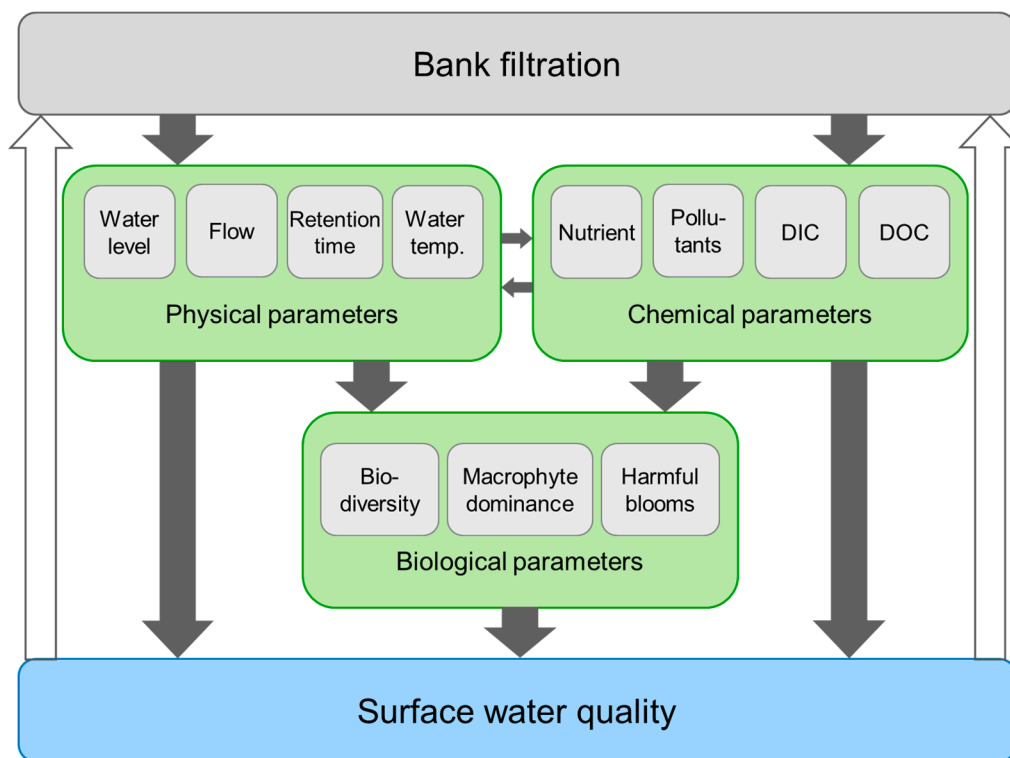 Bank filtration
Water
level
Flow
Retention
time
Water
temp.
Physical parameters
Nutrient
Pollu-
tants
DIC
DOC
Chemical parameters
Bio-
diversity
Macrophyte
dominance
Harmful
blooms
Biological parameters
Surface water quality